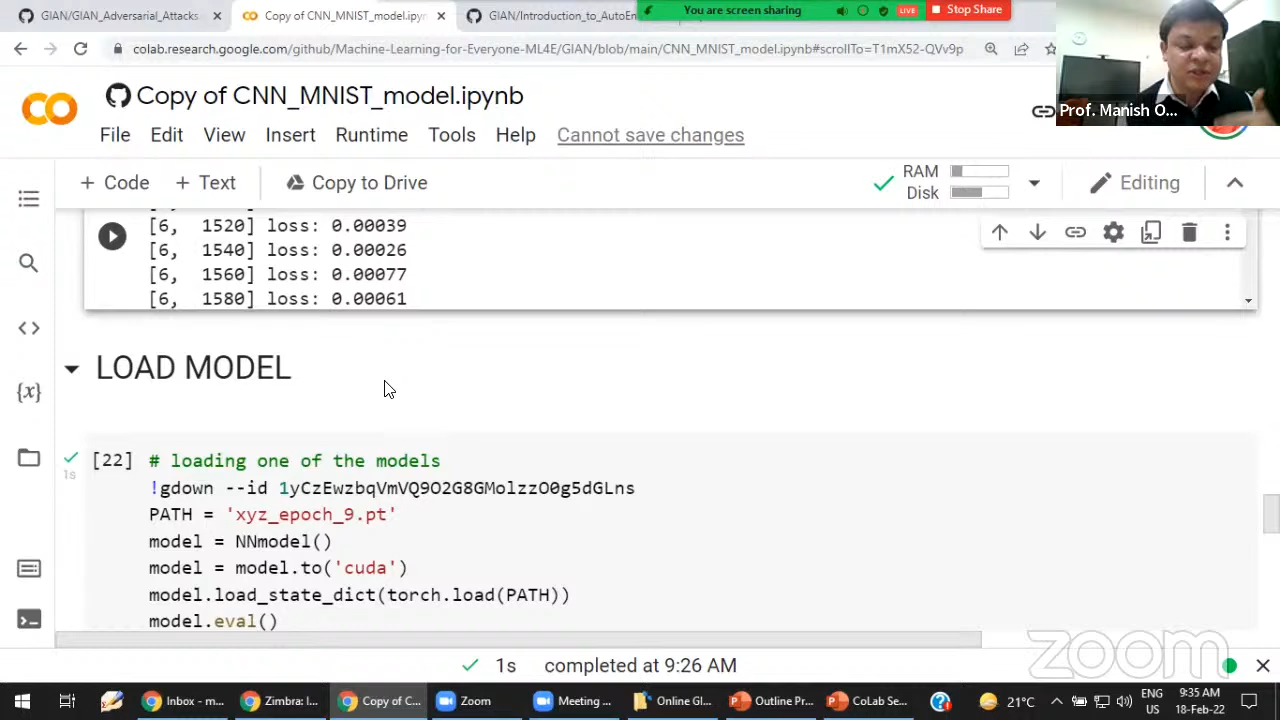 GIAN/GIAN_Adversarial_Attacks
Copy of CNN_MNIST_model.ipynb
GIAN/Introduction_to_AutoEn
You are screen sharing
LIVE
Stop Share
colab.research.google.com/github/Machine-Learning-for-Everyone-ML4E/GIAN/blob/main/CNN_MNIST_model.ipynb#scrollTo=T1mX52-QVv9p
Copy of CNN_MNIST_model.ipynb
Prof. Manish O...
File Edit View Insert Runtime Tools Help Cannot save changes
+ Code + Text Copy to Drive
RAM
Disk
Editing
[6, 1520] loss: 0.00039
[6, 1540] loss: 0.00026
[6, 1560] loss: 0.00077
[6, 1580] loss: 0.00061
LOAD MODEL
[22] # loading one of the models
1s
!gdown --id 1yCzEwzbqVmVQ9O2G8GMolzzO0g5dGLns
PATH = 'xyz_epoch_9.pt'
model = NNmodel()
model = model.to('cuda')
model.load_state_dict(torch.load(PATH))
model.eval()
zoom
1s completed at 9:26 AM
Inbox - m...
Zimbra: I...
Copy of C...
Zoom
Meeting ...
Online Gl...
Outline Pr...
CoLab Se...
21°C
ENG
US
9:35 AM
18-Feb-22